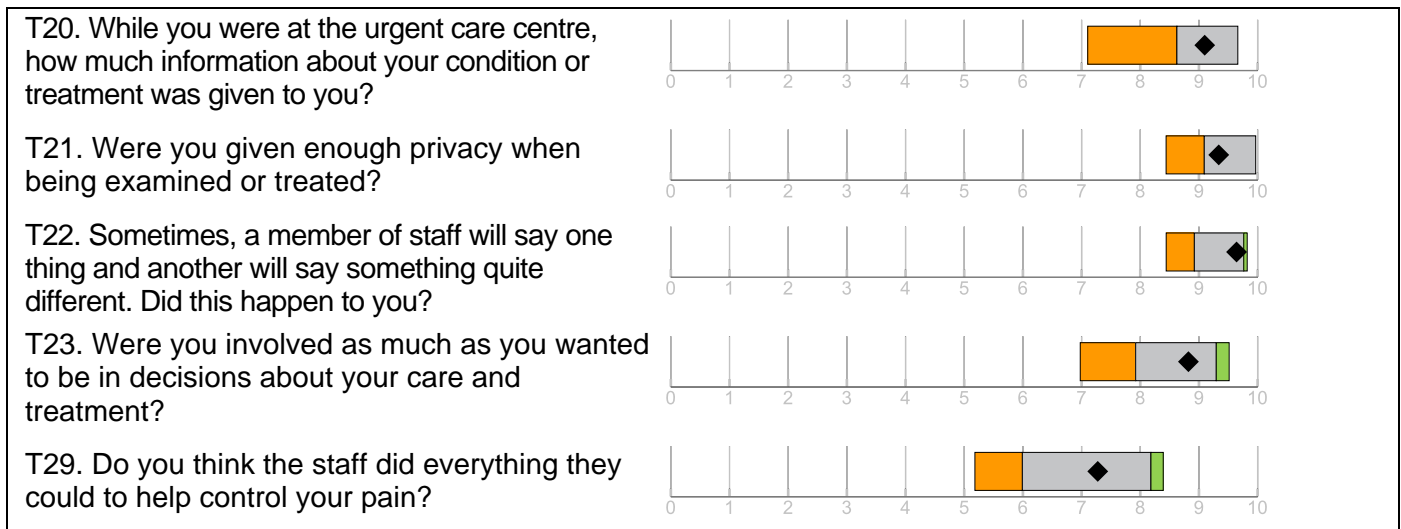 T20. While you were at the urgent care centre,
how much information about your condition or
treatment was given to you?
0 1 2 3 4 5 6 7 8 9 10
T21. Were you given enough privacy when
being examined or treated?
0 1 2 3 4 5 6 7 8 9 10
T22. Sometimes, a member of staff will say one
thing and another will say something quite
different. Did this happen to you?
0 1 2 3 4 5 6 7 8 9 10
T23. Were you involved as much as you wanted
to be in decisions about your care and
treatment?
0 1 2 3 4 5 6 7 8 9 10
T29. Do you think the staff did everything they
could to help control your pain?
0 1 2 3 4 5 6 7 8 9 10